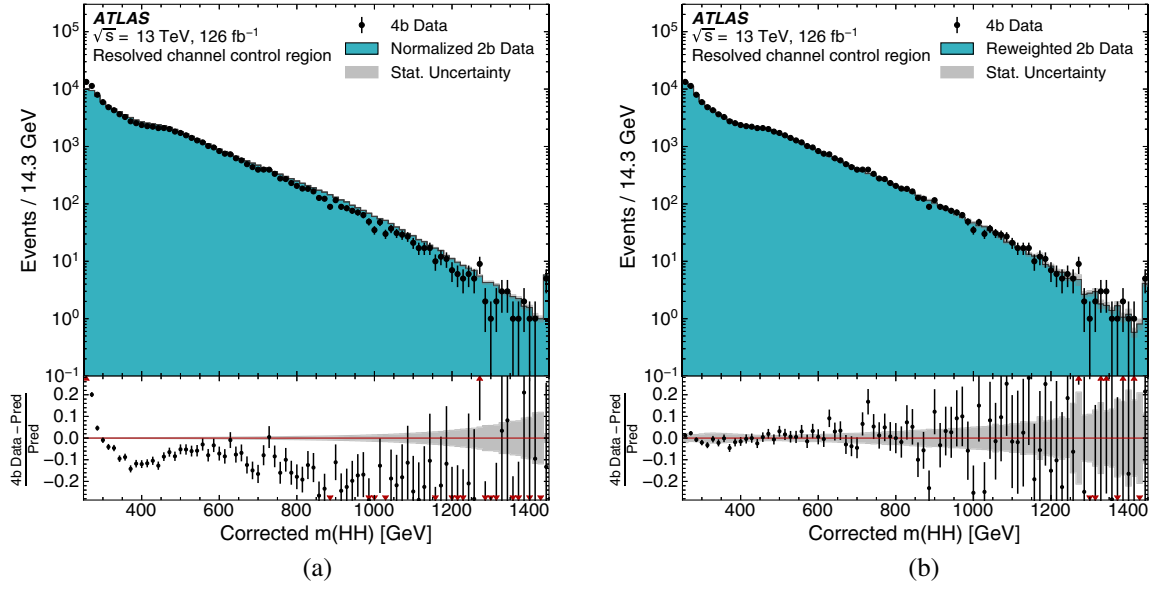 ATLAS
√s = 13 TeV, 126 fb⁻¹
Resolved channel control region
4b Data
Normalized 2b Data
Stat. Uncertainty
Events / 14.3 GeV
10⁵
10⁴
10³
10²
10¹
10⁰
10⁻¹
4b Data − Pred
Pred
0.2
0.1
0.0
−0.1
−0.2
400 600 800 1000 1200 1400
Corrected m(HH) [GeV]
(a)
ATLAS
√s = 13 TeV, 126 fb⁻¹
Resolved channel control region
4b Data
Reweighted 2b Data
Stat. Uncertainty
Events / 14.3 GeV
10⁵
10⁴
10³
10²
10¹
10⁰
10⁻¹
4b Data − Pred
Pred
0.2
0.1
0.0
−0.1
−0.2
400 600 800 1000 1200 1400
Corrected m(HH) [GeV]
(b)